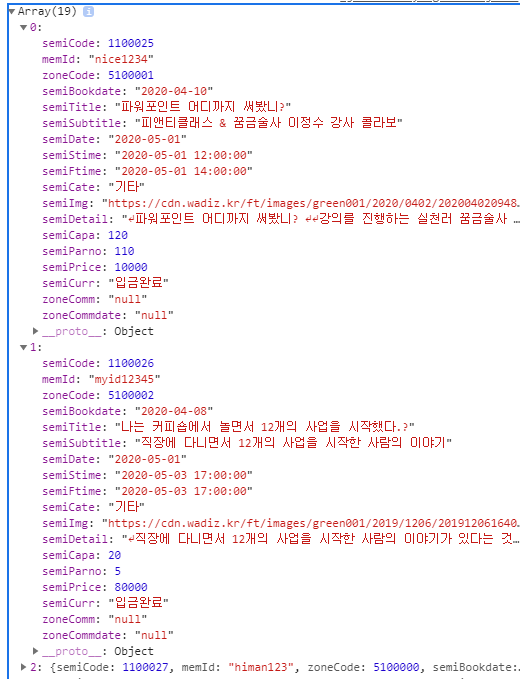 ▼Array(19) i
▼0:
semiCode: 1100025
memId: "nice1234"
zoneCode: 5100001
semiBookdate: "2020-04-10"
semiTitle: "파워포인트 어디까지 써봤니?"
semiSubtitle: "피앤티클래스 & 꿈금술사 이정수 강사 콜라보"
semiDate: "2020-05-01"
semiStime: "2020-05-01 12:00:00"
semiFtime: "2020-05-01 14:00:00"
semiCate: "기타"
semiImg: "https://cdn.wadiz.kr/ft/images/green001/2020/0402/202004020948…
semiDetail: "↵파워포인트 어디까지 써봤니? ↵↵강의를 진행하는 실천러 꿈금술사 …
semiCapa: 120
semiParno: 110
semiPrice: 10000
semiCurr: "입금완료"
zoneComm: "null"
zoneCommdate: "null"
▶__proto__: Object
▼1:
semiCode: 1100026
memId: "myid12345"
zoneCode: 5100002
semiBookdate: "2020-04-08"
semiTitle: "나는 커피숍에서 놀면서 12개의 사업을 시작했다.?"
semiSubtitle: "직장에 다니면서 12개의 사업을 시작한 사람의 이야기"
semiDate: "2020-05-01"
semiStime: "2020-05-03 17:00:00"
semiFtime: "2020-05-03 17:00:00"
semiCate: "기타"
semiImg: "https://cdn.wadiz.kr/ft/images/green001/2019/1206/201912061640…
semiDetail: "↵직장에 다니면서 12개의 사업을 시작한 사람의 이야기가 있다는 것…
semiCapa: 20
semiParno: 5
semiPrice: 80000
semiCurr: "입금완료"
zoneComm: "null"
zoneCommdate: "null"
▶__proto__: Object
▶2: {semiCode: 1100027, memId: "himan123", zoneCode: 5100000, semiBookdate:…